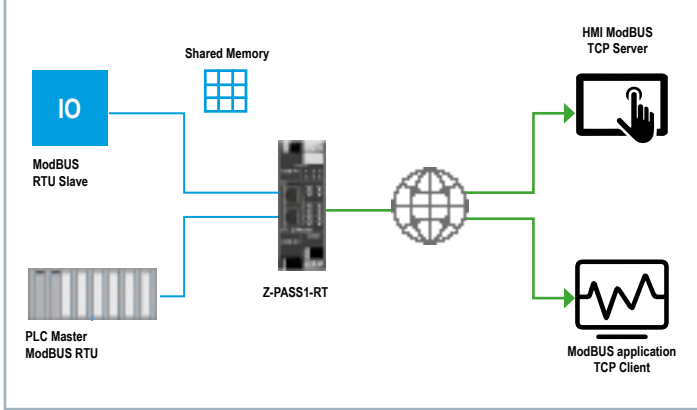 HMI ModBUS
TCP Server
Shared Memory
IO
ModBUS
RTU Slave
Z-PASS1-RT
PLC Master
ModBUS RTU
ModBUS application
TCP Client